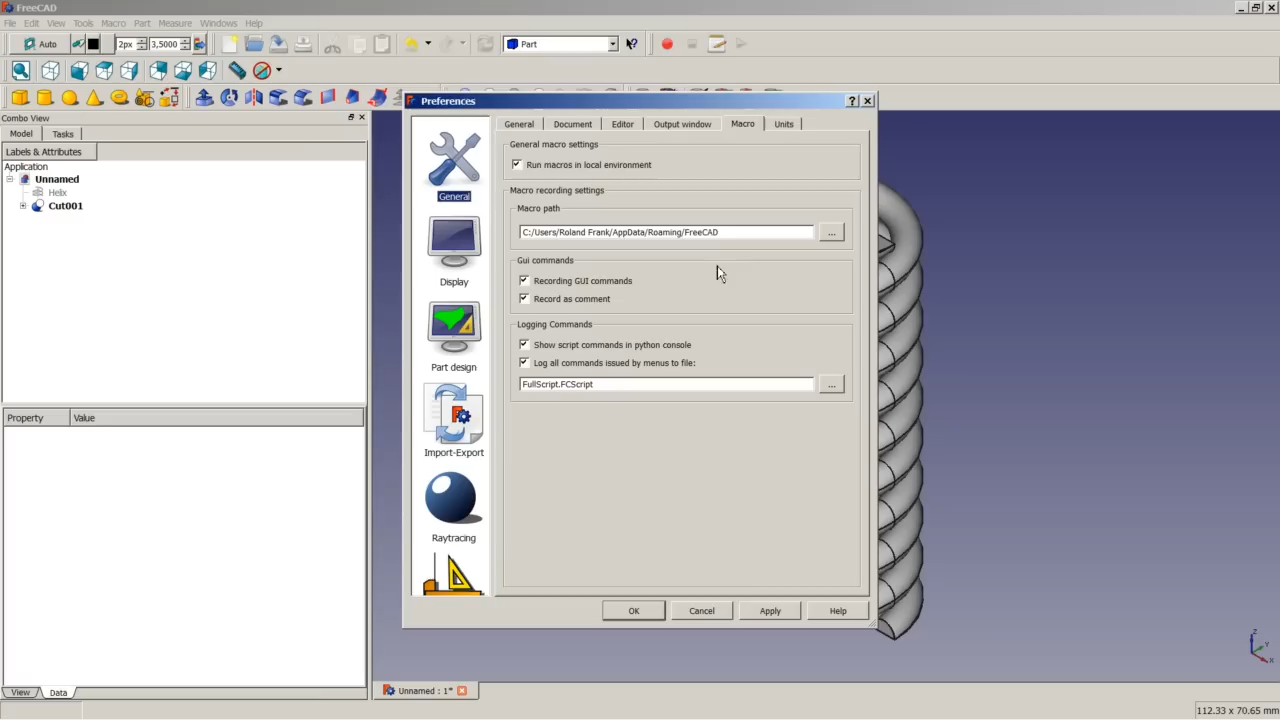 FreeCAD
File Edit View Tools Macro Part Measure Windows Help
Auto 2px 3,5000 Part
Combo View
Model Tasks
Labels & Attributes
Application
Unnamed
Helix
Cut001
Property Value
View Data
Preferences
General
Display
Part design
Import-Export
Raytracing
General Document Editor Output window Macro Units
General macro settings
Run macros in local environment
Macro recording settings
Macro path
C:/Users/Roland Frank/AppData/Roaming/FreeCAD
...
Gui commands
Recording GUI commands
Record as comment
Logging Commands
Show script commands in python console
Log all commands issued by menus to file:
FullScript.FCScript
...
OK Cancel Apply Help
Z
Y
X
Unnamed : 1*
112.33 x 70.65 mm